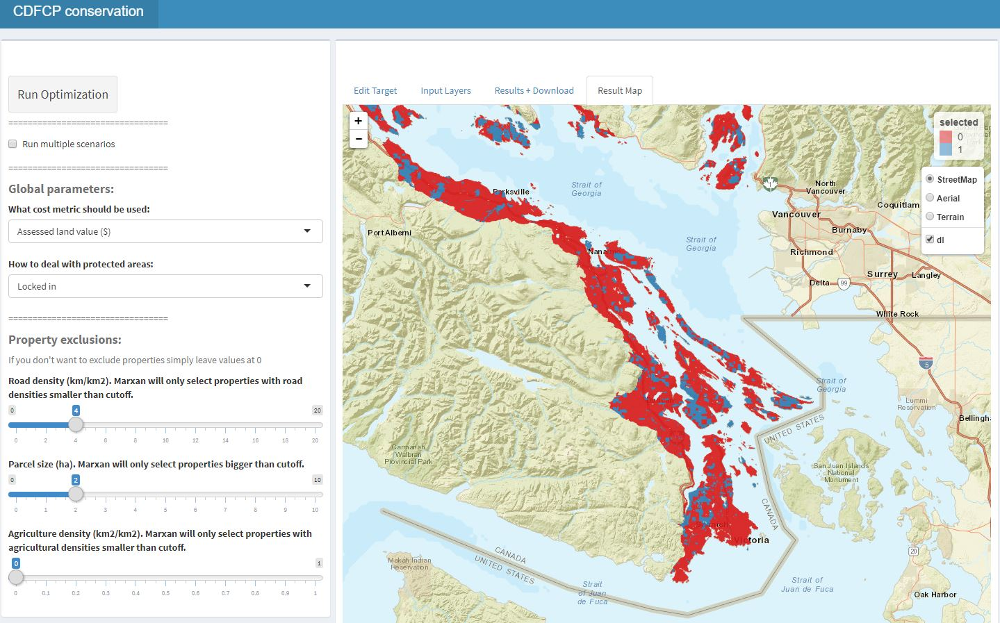 CDFCP conservation
Run Optimization
=================================
Run multiple scenarios
=================================
Global parameters:
What cost metric should be used:
Assessed land value ($)
How to deal with protected areas:
Locked in
=================================
Property exclusions:
If you don't want to exclude properties simply leave values at 0
Road density (km/km2). Marxan will only select properties with road
densities smaller than cutoff.
0 4 20
0 2 4 6 8 10 12 14 16 18 20
Parcel size (ha). Marxan will only select properties bigger than cutoff.
0 2 10
0 1 2 3 4 5 6 7 8 9 10
Agriculture density (km2/km2). Marxan will only select properties with
agricultural densities smaller than cutoff.
0 1
0 0.1 0.2 0.3 0.4 0.5 0.6 0.7 0.8 0.9 1
Edit Target Input Layers Results + Download Result Map
+
−
selected
0
1
StreetMap
Aerial
Terrain
dl
Parksville
Strait of
Georgia
North
Vancouver
Coquitlam
Vancouver
Burnaby
Port Alberni
Strait of
Georgia
Nanaimo
Richmond
Surrey
Langley
Delta
99
White Rock
5
Strait of
Georgia
Duncan
Lummi
Reservation
Bellingh
UNITED STATES
CANADA
Carmanah
Walbran
Provincial Park
San Juan Islands
National
Monument
Saanich
Victoria
20
Makah Indian
Reservation
CANADA
UNITED STATES
Strait
of Juan
de Fuca
Strait of
Juan de Fuca
Oak Harbor